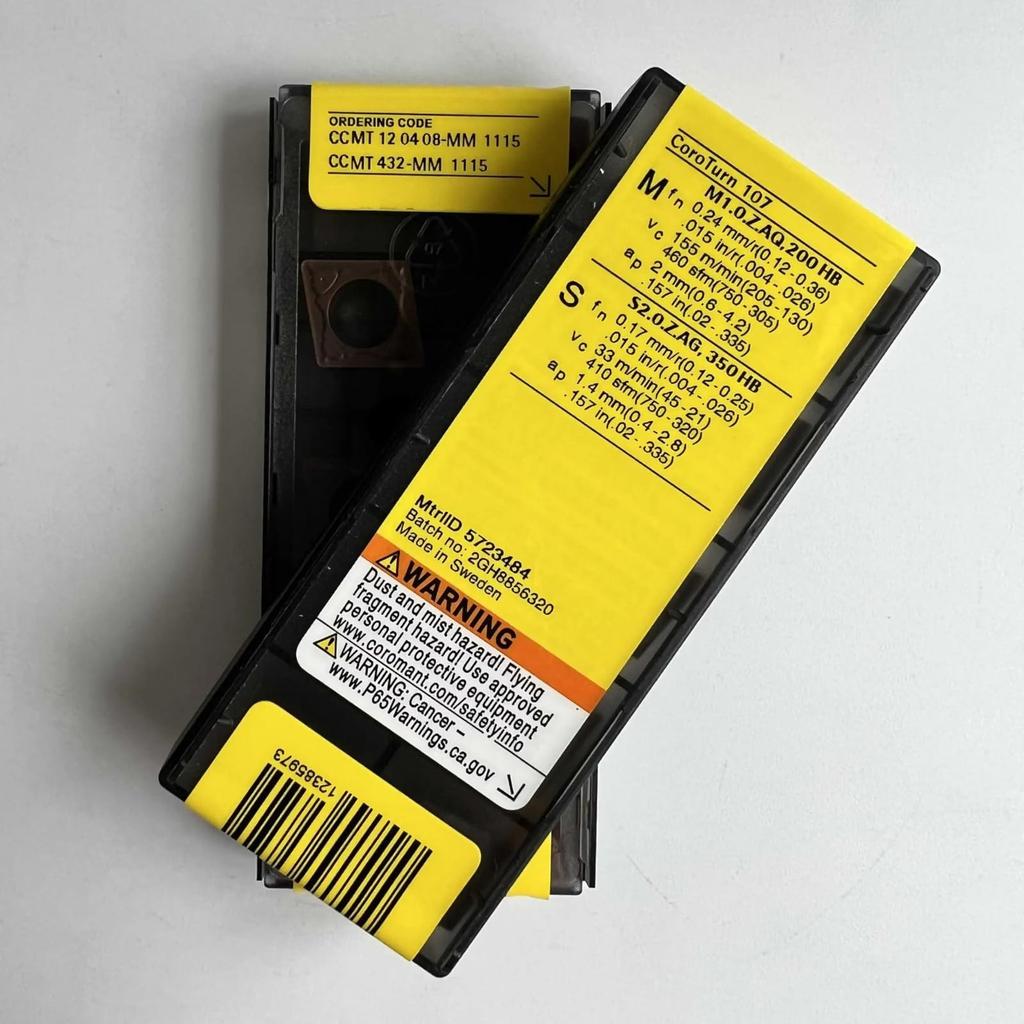 ORDERING CODE
CCMT 12 04 08-MM 1115
CCMT 432-MM 1115
07
CoroTurn 107
M1.0.Z.AQ, 200 HB
M fn 0.24 mm/r(0.12-0.36)
.015 in/r(.004-.026)
vc 155 m/min(205-130)
460 sfm(750-305)
ap 2 mm(0.6-4.2)
.157 in(.02-.335)
S2.0.Z.AG, 350 HB
S fn 0.17 mm/r(0.12-0.25)
.015 in/r(.004-.026)
vc 33 m/min(45-21)
410 sfm(750-320)
ap 1.4 mm(0.4-2.8)
.157 in(.02-.335)
MtrlID 5723484
Batch no: 2GH8856320
Made in Sweden
WARNING
Dust and mist hazard! Flying
fragment hazard! Use approved
personal protective equipment
www.coromant.com/safetyinfo
WARNING: Cancer –
www.P65Warnings.ca.gov
12385973